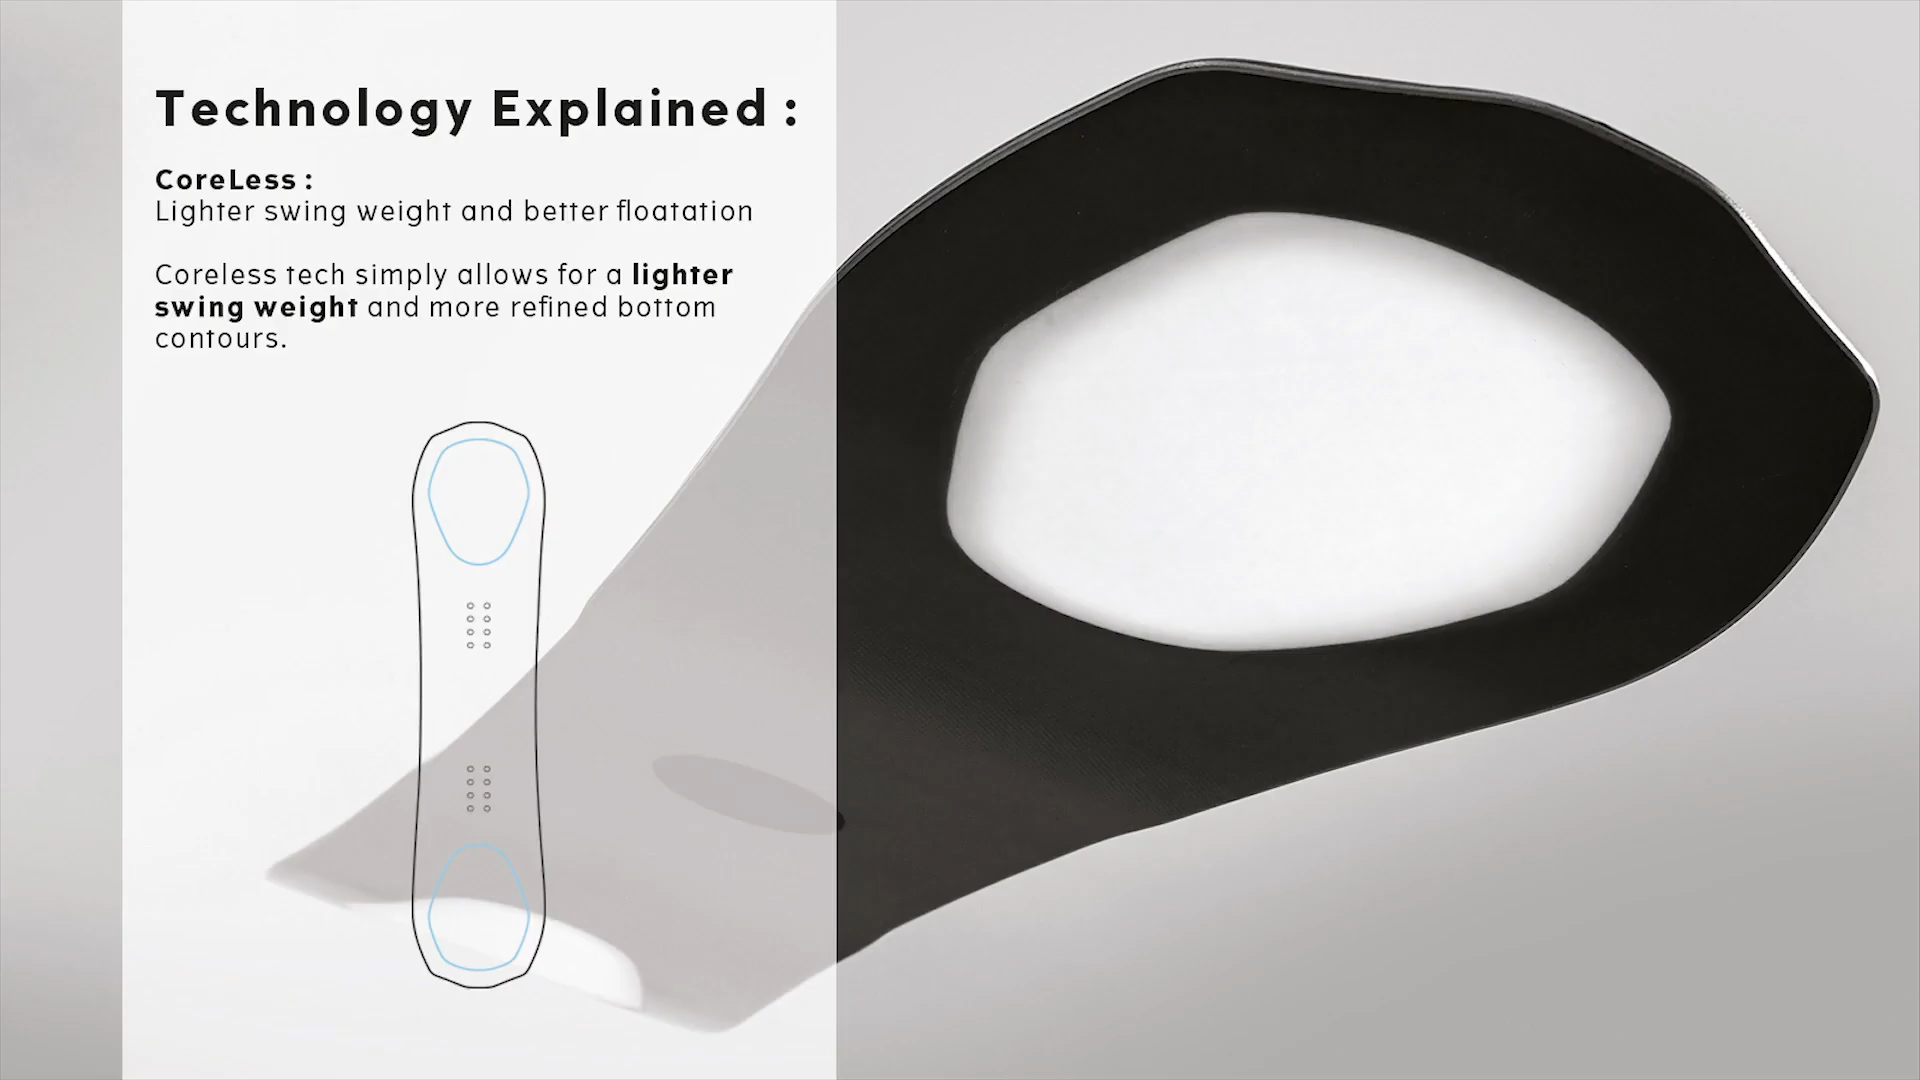 Technology Explained :
CoreLess :
Lighter swing weight and better floatation
Coreless tech simply allows for a lighter
swing weight and more refined bottom
contours.